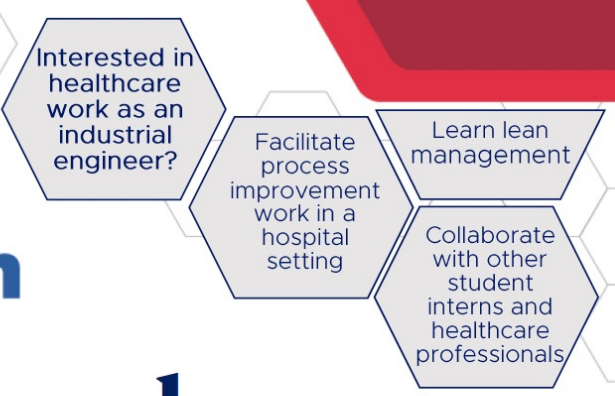 Interested in
healthcare
work as an
industrial
engineer?
Facilitate
process
improvement
work in a
hospital
setting
Learn lean
management
Collaborate
with other
student
interns and
healthcare
professionals